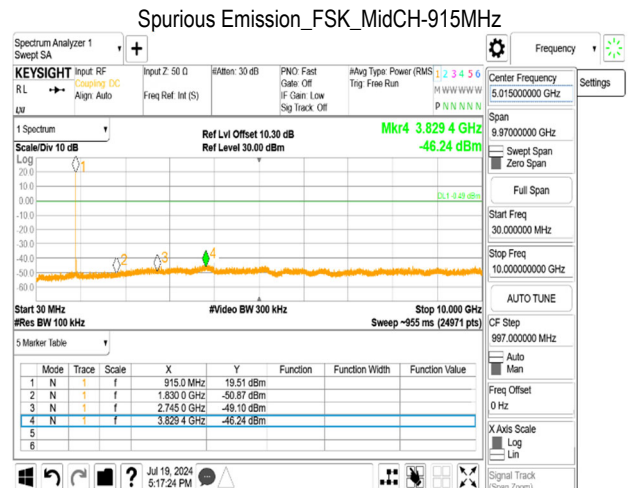 Spurious Emission_FSK_MidCH-915MHz
Spectrum Analyzer 1
Swept SA
Frequency
KEYSIGHT Input: RF Input Z: 50 Ω #Atten: 30 dB PNO: Fast #Avg Type: Power (RMS 1 2 3 4 5 6
RL Coupling: DC Gate: Off Trig: Free Run M W W W W W
Align: Auto Freq Ref: Int (S) IF Gain: Low
Sig Track: Off P N N N N N
1 Spectrum
Ref Lvl Offset 10.30 dB Mkr4 3.829 4 GHz
Scale/Div 10 dB Ref Level 30.00 dBm -46.24 dBm
Log
20.0
10.0
0.00
DL1 -0.49 dBm
-10.0
-20.0
-30.0
-40.0
-50.0
-60.0
1
2
3
4
Start 30 MHz #Video BW 300 kHz Stop 10.000 GHz
#Res BW 100 kHz Sweep ~955 ms (24971 pts)
5 Marker Table
Mode Trace Scale X Y Function Function Width Function Value
1 N 1 f 915.0 MHz 19.51 dBm
2 N 1 f 1.830 0 GHz -50.87 dBm
3 N 1 f 2.745 0 GHz -49.10 dBm
4 N 1 f 3.829 4 GHz -46.24 dBm
5
6
Jul 19, 2024
5:17:24 PM
Center Frequency
5.015000000 GHz
Settings
Span
9.97000000 GHz
Swept Span
Zero Span
Full Span
Start Freq
30.000000 MHz
Stop Freq
10.000000000 GHz
AUTO TUNE
CF Step
997.000000 MHz
Auto
Man
Freq Offset
0 Hz
X Axis Scale
Log
Lin
Signal Track
(Span Zoom)